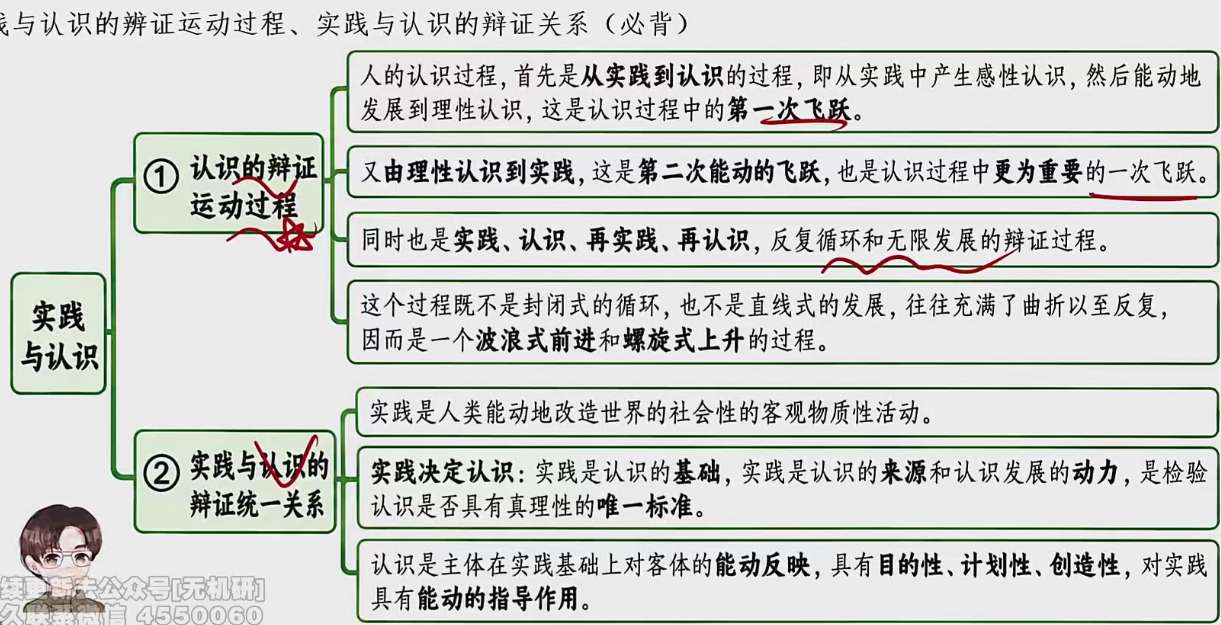 与认识的辨证运动过程、实践与认识的辩证关系（必背）
人的认识过程，首先是从实践到认识的过程，即从实践中产生感性认识，然后能动地
发展到理性认识，这是认识过程中的第一次飞跃。
① 认识的辩证
运动过程
又由理性认识到实践，这是第二次能动的飞跃，也是认识过程中更为重要的一次飞跃。
同时也是实践、认识、再实践、再认识，反复循环和无限发展的辩证过程。
这个过程既不是封闭式的循环，也不是直线式的发展，往往充满了曲折以至反复，
因而是一个波浪式前进和螺旋式上升的过程。
实践
与认识
实践是人类能动地改造世界的社会性的客观物质性活动。
② 实践与认识的
辩证统一关系
实践决定认识：实践是认识的基础，实践是认识的来源和认识发展的动力，是检验
认识是否具有真理性的唯一标准。
认识是主体在实践基础上对客体的能动反映，具有目的性、计划性、创造性，对实践
具有能动的指导作用。
公众号[无机研]
微信 4550060